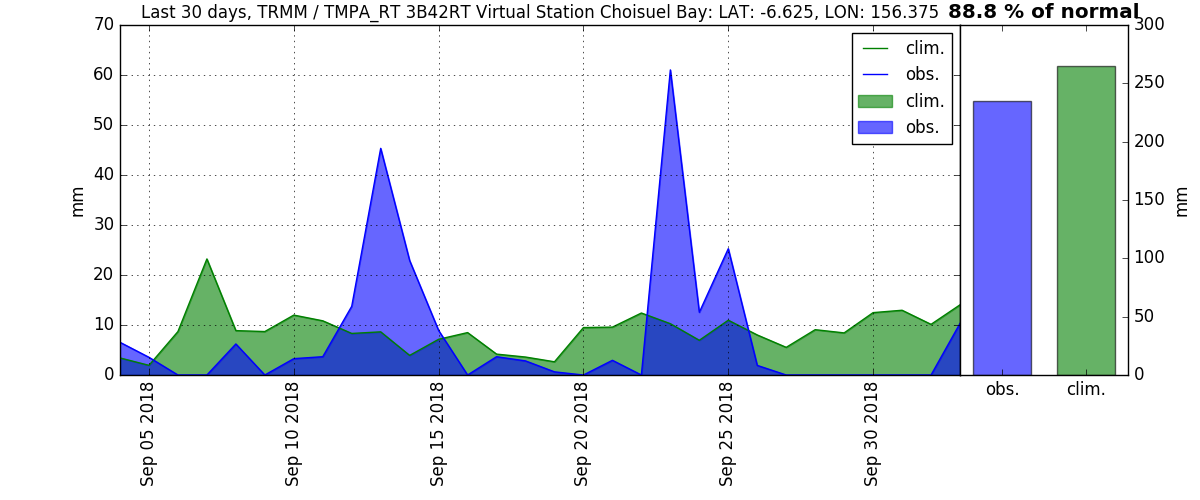 Last 30 days, TRMM / TMPA_RT 3B42RT Virtual Station Choisuel Bay: LAT: -6.625, LON: 156.375 88.8 % of normal
70
60
50
40
30
20
10
0
mm
clim.
obs.
clim.
obs.
Sep 05 2018
Sep 10 2018
Sep 15 2018
Sep 20 2018
Sep 25 2018
Sep 30 2018
300
250
200
150
100
50
0
mm
obs. clim.